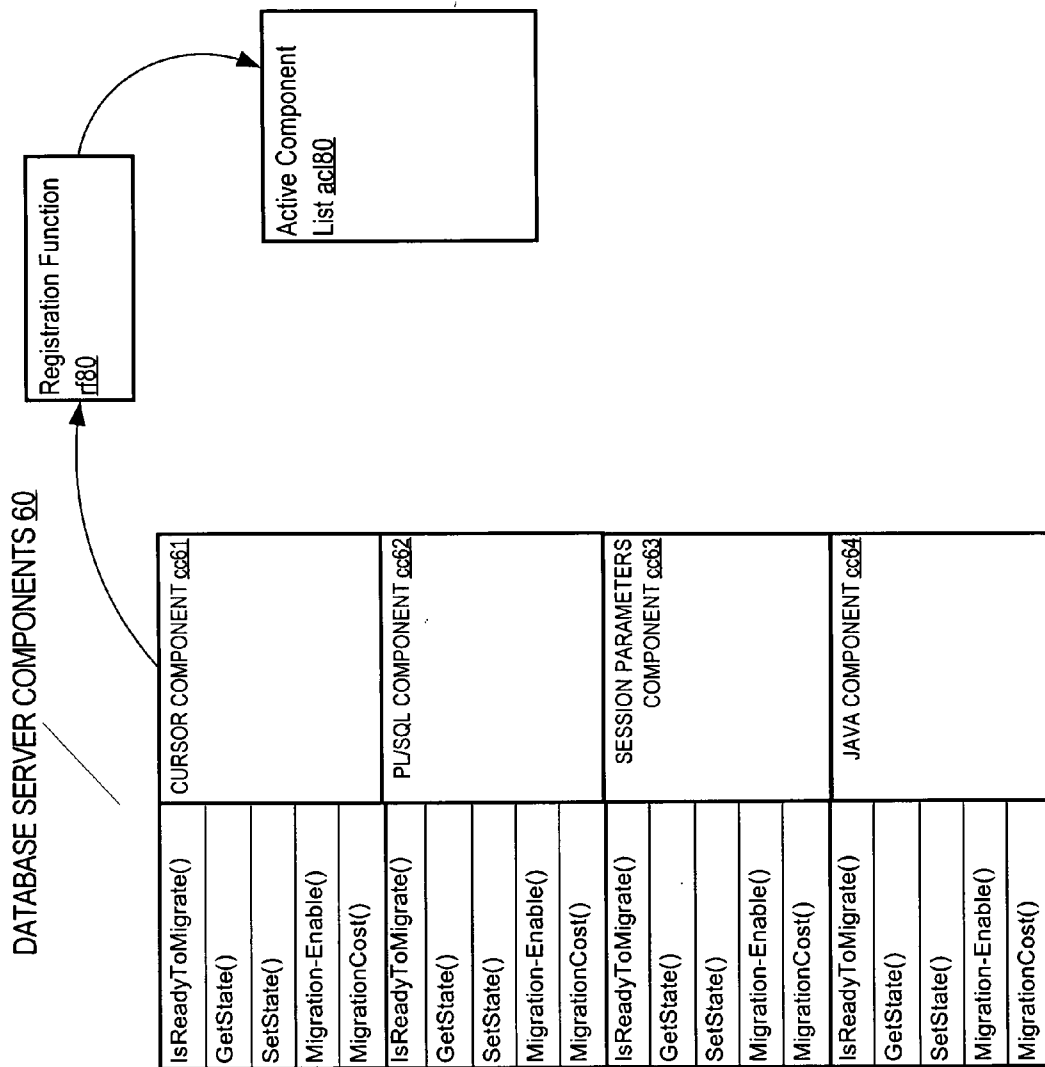 DATABASE SERVER COMPONENTS 60
IsReadyToMigrate()
GetState()
SetState()
Migration-Enable()
MigrationCost()
CURSOR COMPONENT cc61
IsReadyToMigrate()
GetState()
SetState()
Migration-Enable()
MigrationCost()
PL/SQL COMPONENT cc62
IsReadyToMigrate()
GetState()
SetState()
Migration-Enable()
MigrationCost()
SESSION PARAMETERS
COMPONENT cc63
IsReadyToMigrate()
GetState()
SetState()
Migration-Enable()
MigrationCost()
JAVA COMPONENT cc64
Registration Function
rf80
Active Component
List acl80